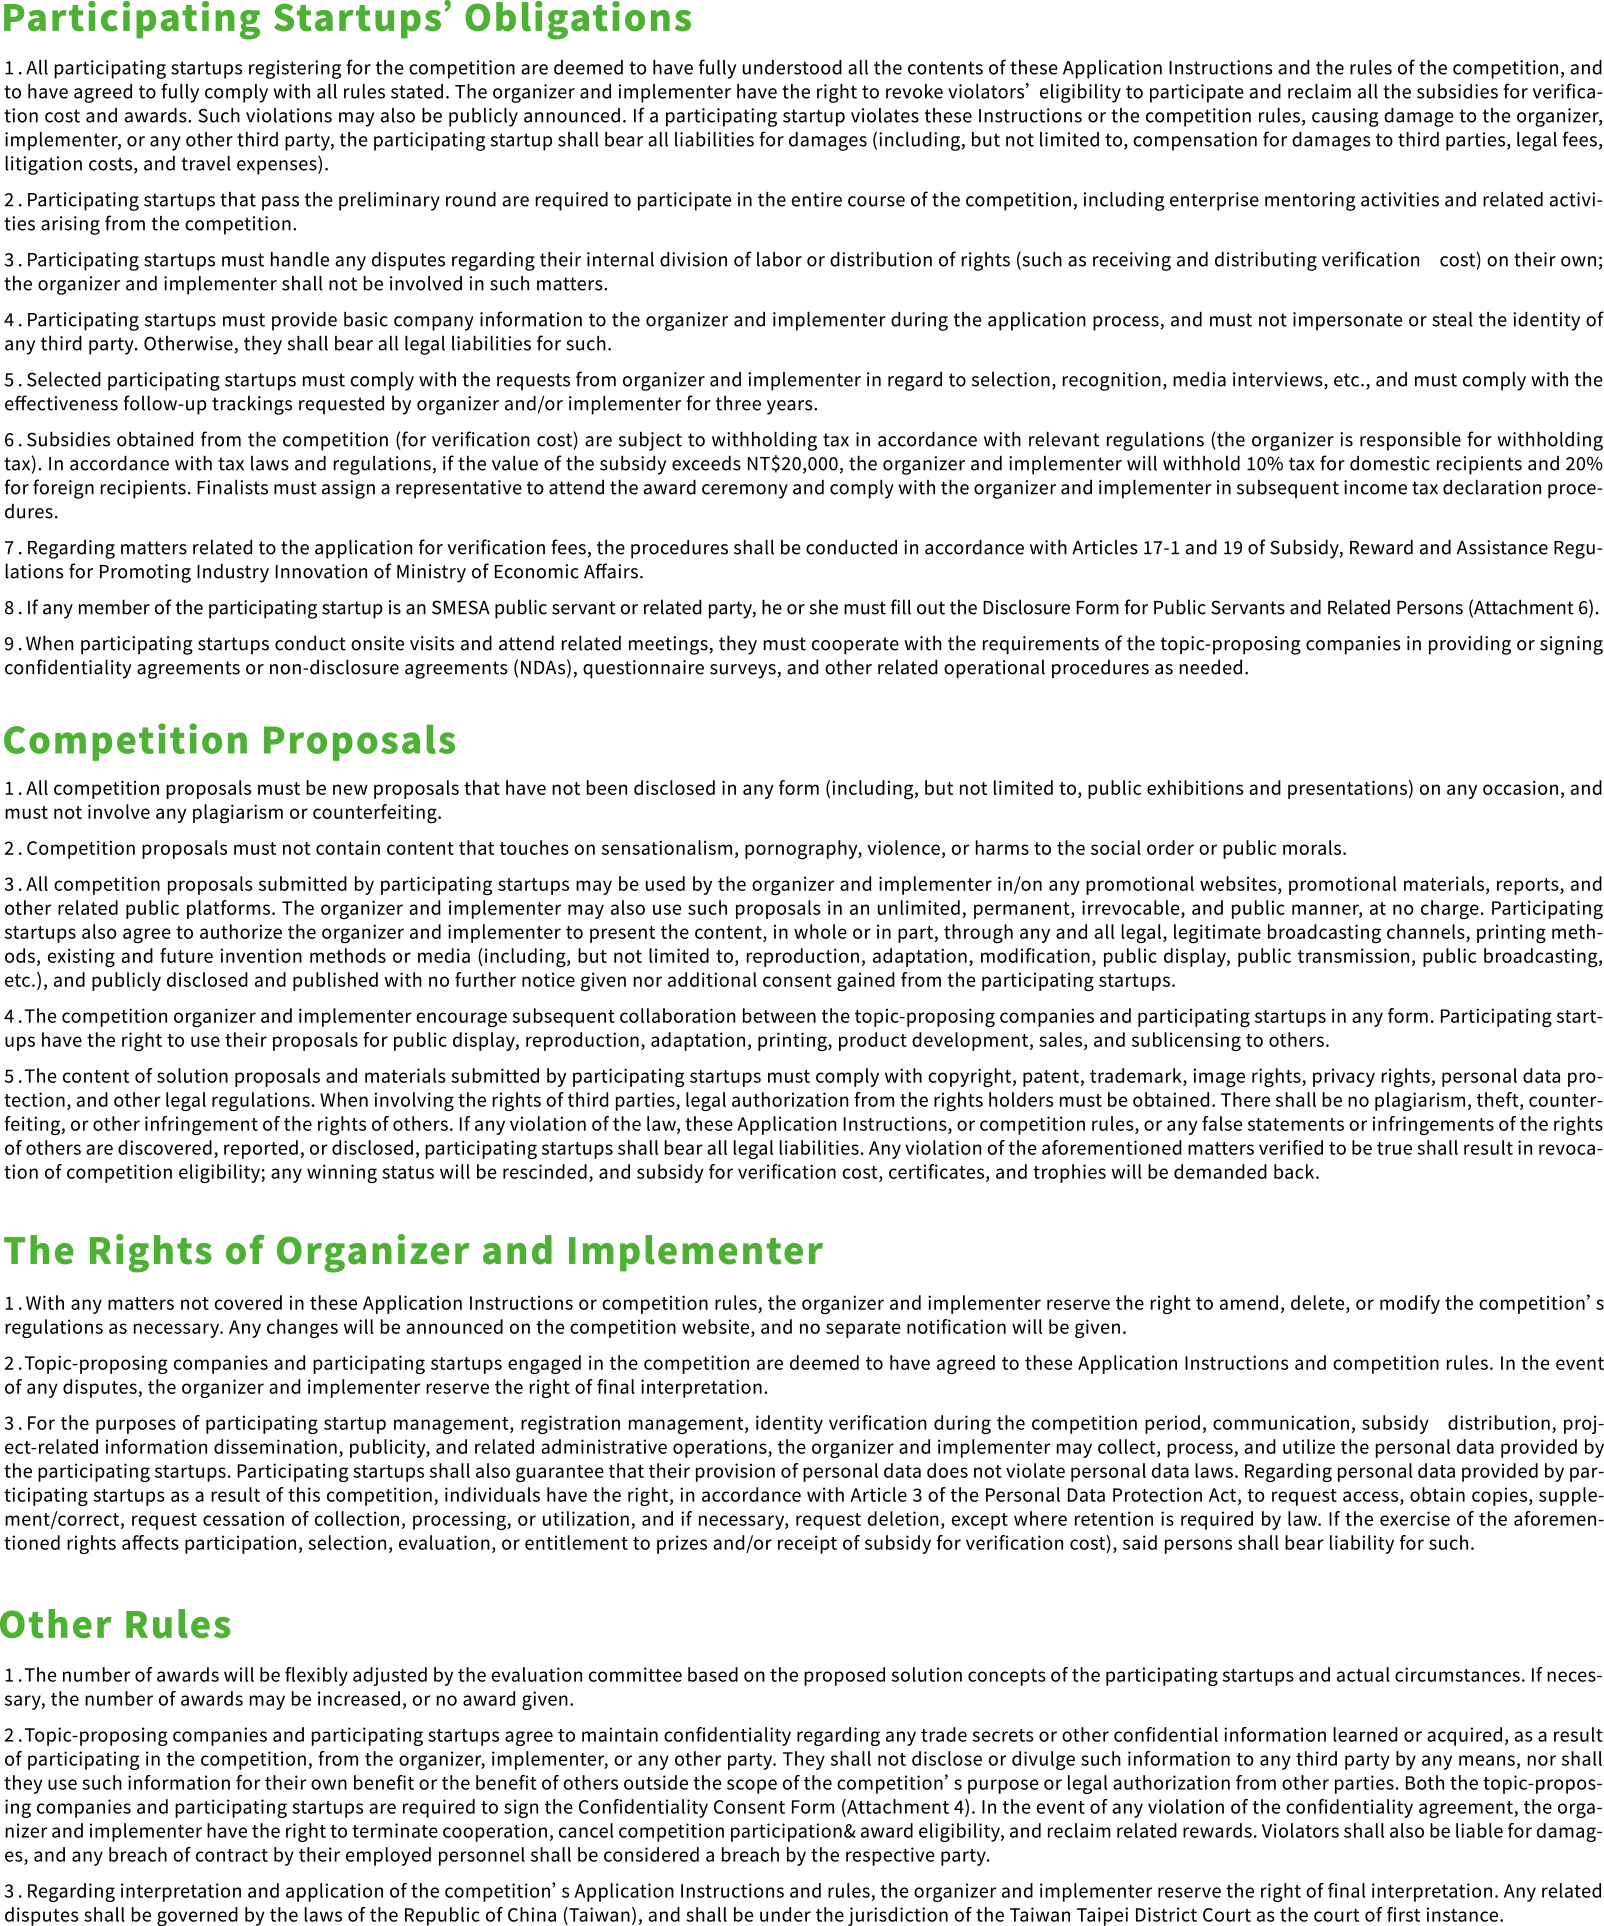 Participating Startups’ Obligations
1.All participating startups registering for the competition are deemed to have fully understood all the contents of these Application Instructions and the rules of the competition, and
to have agreed to fully comply with all rules stated. The organizer and implementer have the right to revoke violators’ eligibility to participate and reclaim all the subsidies for verifica-
tion cost and awards. Such violations may also be publicly announced. If a participating startup violates these Instructions or the competition rules, causing damage to the organizer,
implementer, or any other third party, the participating startup shall bear all liabilities for damages (including, but not limited to, compensation for damages to third parties, legal fees,
litigation costs, and travel expenses).
2.Participating startups that pass the preliminary round are required to participate in the entire course of the competition, including enterprise mentoring activities and related activi-
ties arising from the competition.
3.Participating startups must handle any disputes regarding their internal division of labor or distribution of rights (such as receiving and distributing verification cost) on their own;
the organizer and implementer shall not be involved in such matters.
4.Participating startups must provide basic company information to the organizer and implementer during the application process, and must not impersonate or steal the identity of
any third party. Otherwise, they shall bear all legal liabilities for such.
5.Selected participating startups must comply with the requests from organizer and implementer in regard to selection, recognition, media interviews, etc., and must comply with the
effectiveness follow-up trackings requested by organizer and/or implementer for three years.
6.Subsidies obtained from the competition (for verification cost) are subject to withholding tax in accordance with relevant regulations (the organizer is responsible for withholding
tax). In accordance with tax laws and regulations, if the value of the subsidy exceeds NT$20,000, the organizer and implementer will withhold 10% tax for domestic recipients and 20%
for foreign recipients. Finalists must assign a representative to attend the award ceremony and comply with the organizer and implementer in subsequent income tax declaration proce-
dures.
7.Regarding matters related to the application for verification fees, the procedures shall be conducted in accordance with Articles 17-1 and 19 of Subsidy, Reward and Assistance Regu-
lations for Promoting Industry Innovation of Ministry of Economic Affairs.
8.If any member of the participating startup is an SMESA public servant or related party, he or she must fill out the Disclosure Form for Public Servants and Related Persons (Attachment 6).
9.When participating startups conduct onsite visits and attend related meetings, they must cooperate with the requirements of the topic-proposing companies in providing or signing
confidentiality agreements or non-disclosure agreements (NDAs), questionnaire surveys, and other related operational procedures as needed.
Competition Proposals
1.All competition proposals must be new proposals that have not been disclosed in any form (including, but not limited to, public exhibitions and presentations) on any occasion, and
must not involve any plagiarism or counterfeiting.
2.Competition proposals must not contain content that touches on sensationalism, pornography, violence, or harms to the social order or public morals.
3.All competition proposals submitted by participating startups may be used by the organizer and implementer in/on any promotional websites, promotional materials, reports, and
other related public platforms. The organizer and implementer may also use such proposals in an unlimited, permanent, irrevocable, and public manner, at no charge. Participating
startups also agree to authorize the organizer and implementer to present the content, in whole or in part, through any and all legal, legitimate broadcasting channels, printing meth-
ods, existing and future invention methods or media (including, but not limited to, reproduction, adaptation, modification, public display, public transmission, public broadcasting,
etc.), and publicly disclosed and published with no further notice given nor additional consent gained from the participating startups.
4.The competition organizer and implementer encourage subsequent collaboration between the topic-proposing companies and participating startups in any form. Participating start-
ups have the right to use their proposals for public display, reproduction, adaptation, printing, product development, sales, and sublicensing to others.
5.The content of solution proposals and materials submitted by participating startups must comply with copyright, patent, trademark, image rights, privacy rights, personal data pro-
tection, and other legal regulations. When involving the rights of third parties, legal authorization from the rights holders must be obtained. There shall be no plagiarism, theft, counter-
feiting, or other infringement of the rights of others. If any violation of the law, these Application Instructions, or competition rules, or any false statements or infringements of the rights
of others are discovered, reported, or disclosed, participating startups shall bear all legal liabilities. Any violation of the aforementioned matters verified to be true shall result in revoca-
tion of competition eligibility; any winning status will be rescinded, and subsidy for verification cost, certificates, and trophies will be demanded back.
The Rights of Organizer and Implementer
1.With any matters not covered in these Application Instructions or competition rules, the organizer and implementer reserve the right to amend, delete, or modify the competition’s
regulations as necessary. Any changes will be announced on the competition website, and no separate notification will be given.
2.Topic-proposing companies and participating startups engaged in the competition are deemed to have agreed to these Application Instructions and competition rules. In the event
of any disputes, the organizer and implementer reserve the right of final interpretation.
3.For the purposes of participating startup management, registration management, identity verification during the competition period, communication, subsidy distribution, proj-
ect-related information dissemination, publicity, and related administrative operations, the organizer and implementer may collect, process, and utilize the personal data provided by
the participating startups. Participating startups shall also guarantee that their provision of personal data does not violate personal data laws. Regarding personal data provided by par-
ticipating startups as a result of this competition, individuals have the right, in accordance with Article 3 of the Personal Data Protection Act, to request access, obtain copies, supple-
ment/correct, request cessation of collection, processing, or utilization, and if necessary, request deletion, except where retention is required by law. If the exercise of the aforemen-
tioned rights affects participation, selection, evaluation, or entitlement to prizes and/or receipt of subsidy for verification cost), said persons shall bear liability for such.
Other Rules
1.The number of awards will be flexibly adjusted by the evaluation committee based on the proposed solution concepts of the participating startups and actual circumstances. If neces-
sary, the number of awards may be increased, or no award given.
2.Topic-proposing companies and participating startups agree to maintain confidentiality regarding any trade secrets or other confidential information learned or acquired, as a result
of participating in the competition, from the organizer, implementer, or any other party. They shall not disclose or divulge such information to any third party by any means, nor shall
they use such information for their own benefit or the benefit of others outside the scope of the competition’s purpose or legal authorization from other parties. Both the topic-propos-
ing companies and participating startups are required to sign the Confidentiality Consent Form (Attachment 4). In the event of any violation of the confidentiality agreement, the orga-
nizer and implementer have the right to terminate cooperation, cancel competition participation& award eligibility, and reclaim related rewards. Violators shall also be liable for damag-
es, and any breach of contract by their employed personnel shall be considered a breach by the respective party.
3.Regarding interpretation and application of the competition’s Application Instructions and rules, the organizer and implementer reserve the right of final interpretation. Any related
disputes shall be governed by the laws of the Republic of China (Taiwan), and shall be under the jurisdiction of the Taiwan Taipei District Court as the court of first instance.